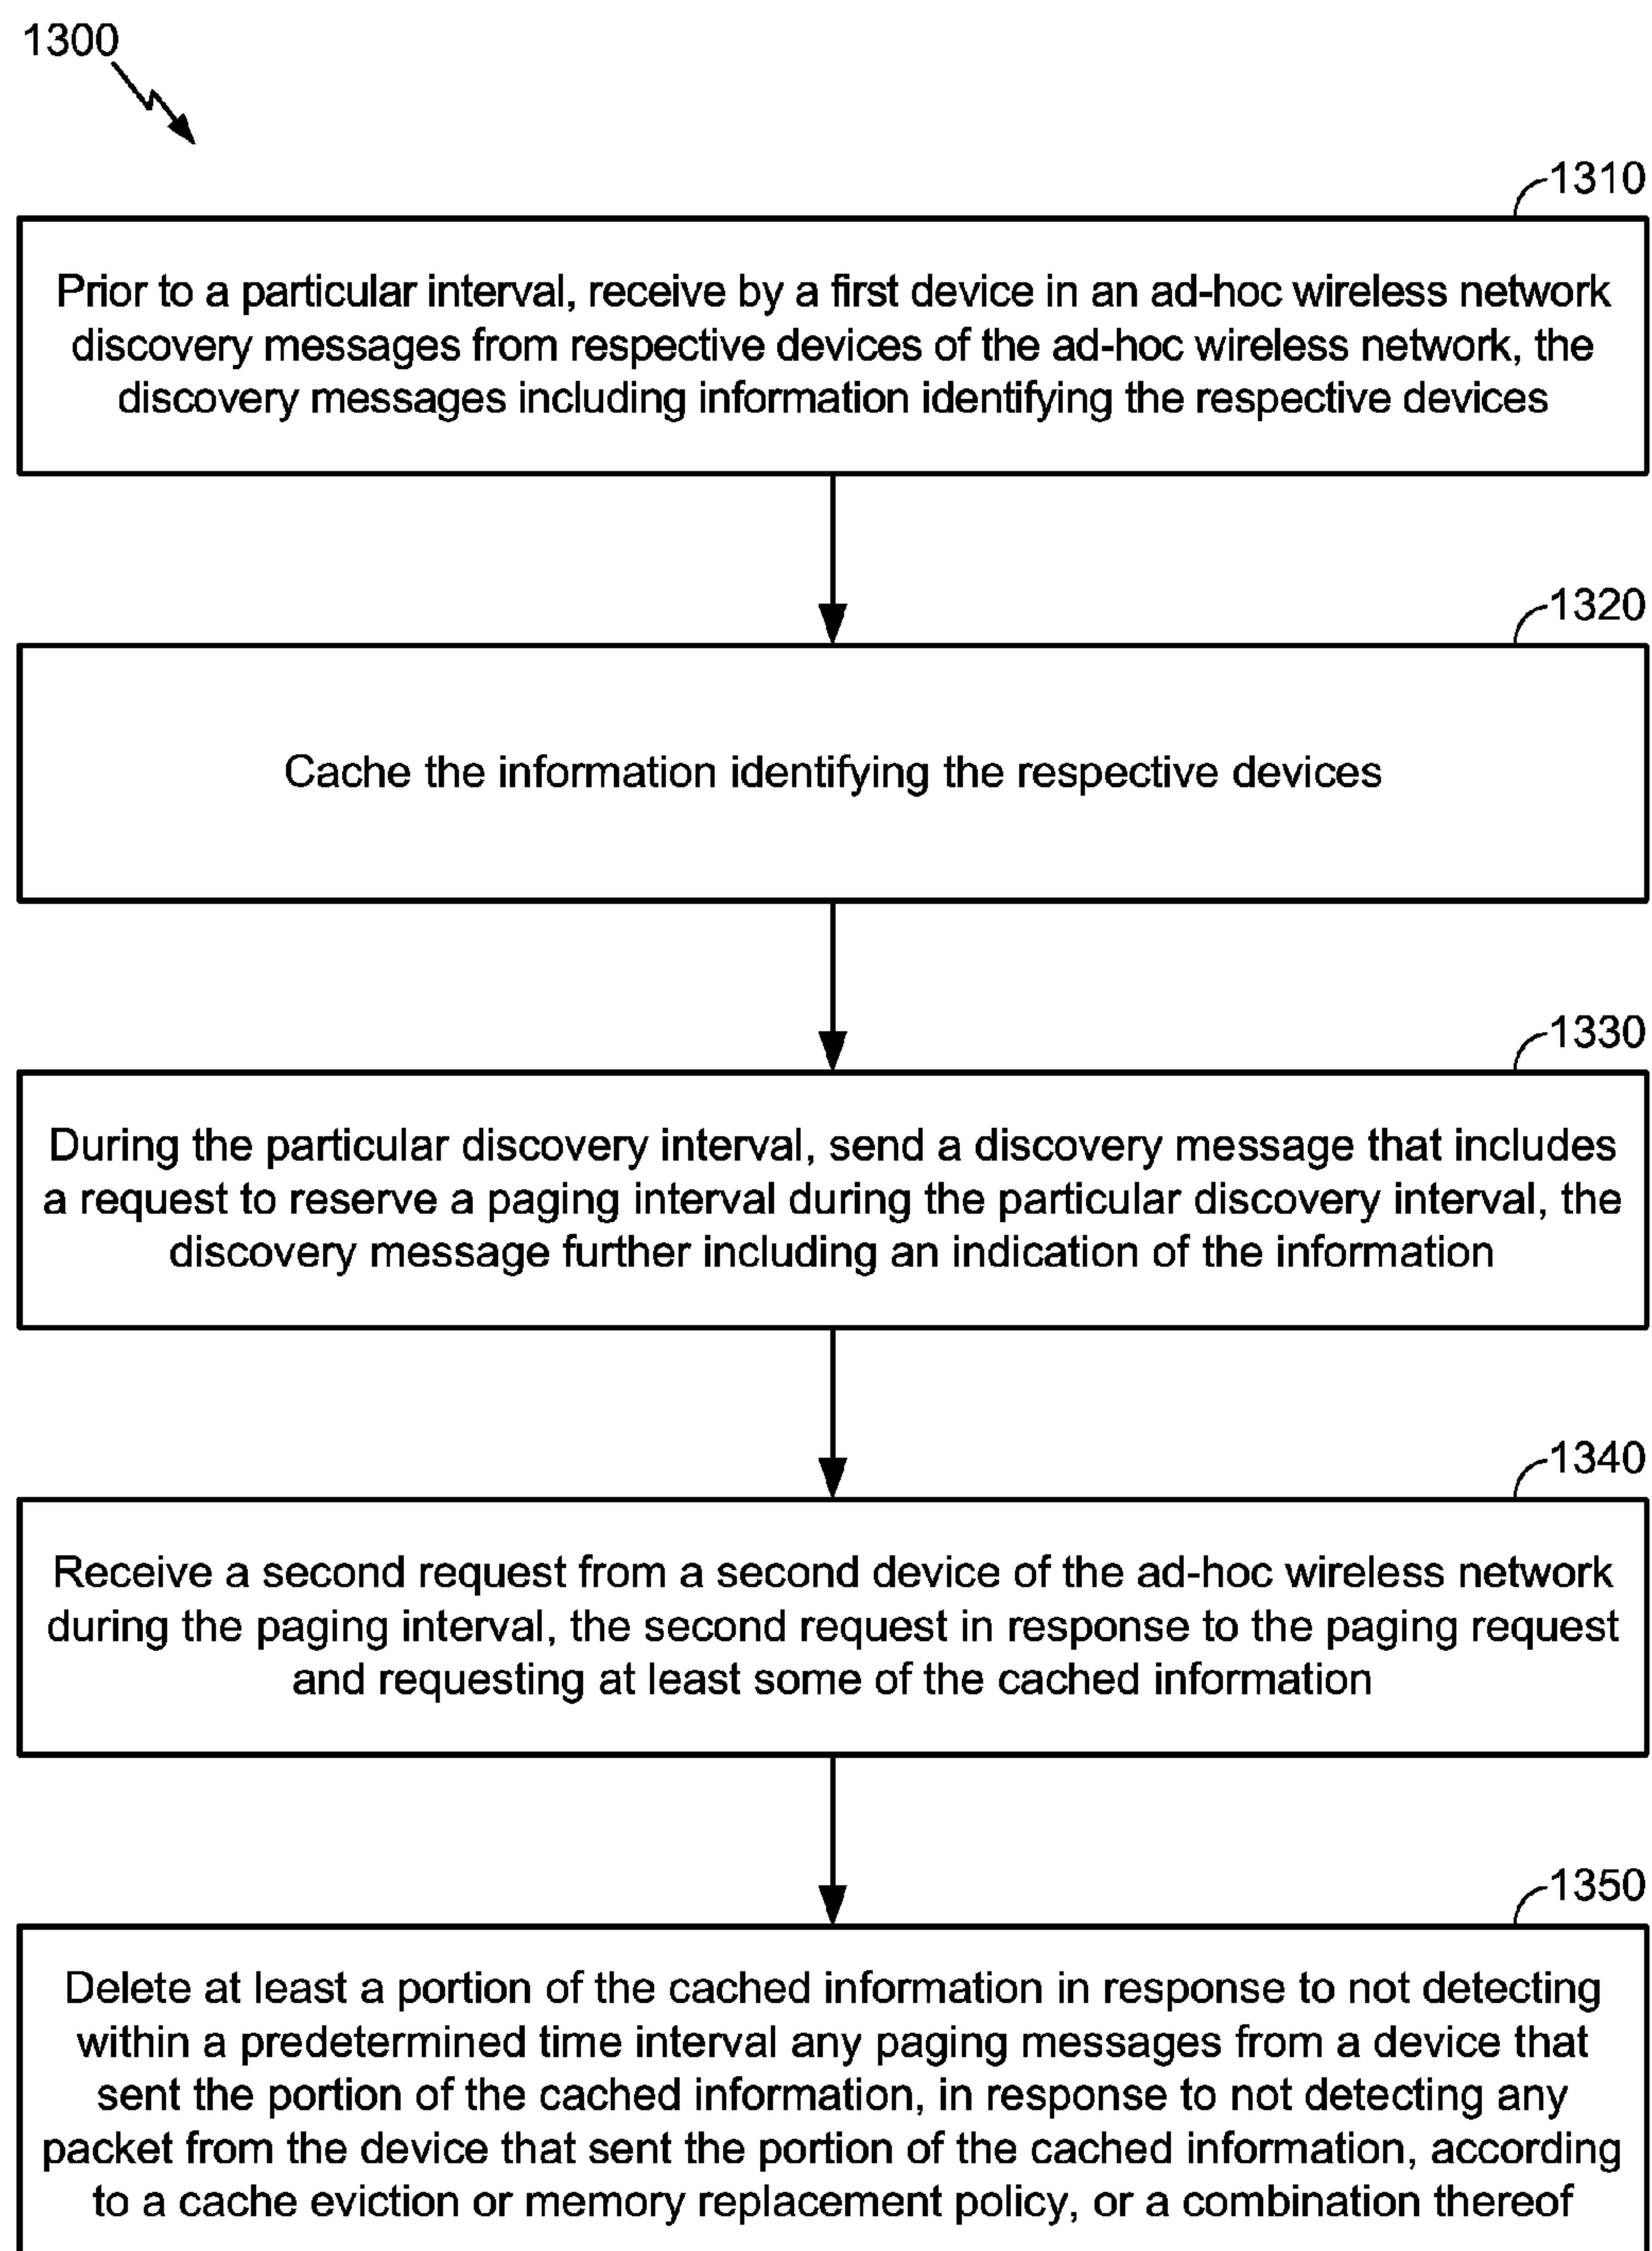 1300
1310
Prior to a particular interval, receive by a first device in an ad-hoc wireless network
discovery messages from respective devices of the ad-hoc wireless network, the
discovery messages including information identifying the respective devices
1320
Cache the information identifying the respective devices
1330
During the particular discovery interval, send a discovery message that includes
a request to reserve a paging interval during the particular discovery interval, the
discovery message further including an indication of the information
1340
Receive a second request from a second device of the ad-hoc wireless network
during the paging interval, the second request in response to the paging request
and requesting at least some of the cached information
1350
Delete at least a portion of the cached information in response to not detecting
within a predetermined time interval any paging messages from a device that
sent the portion of the cached information, in response to not detecting any
packet from the device that sent the portion of the cached information, according
to a cache eviction or memory replacement policy, or a combination thereof